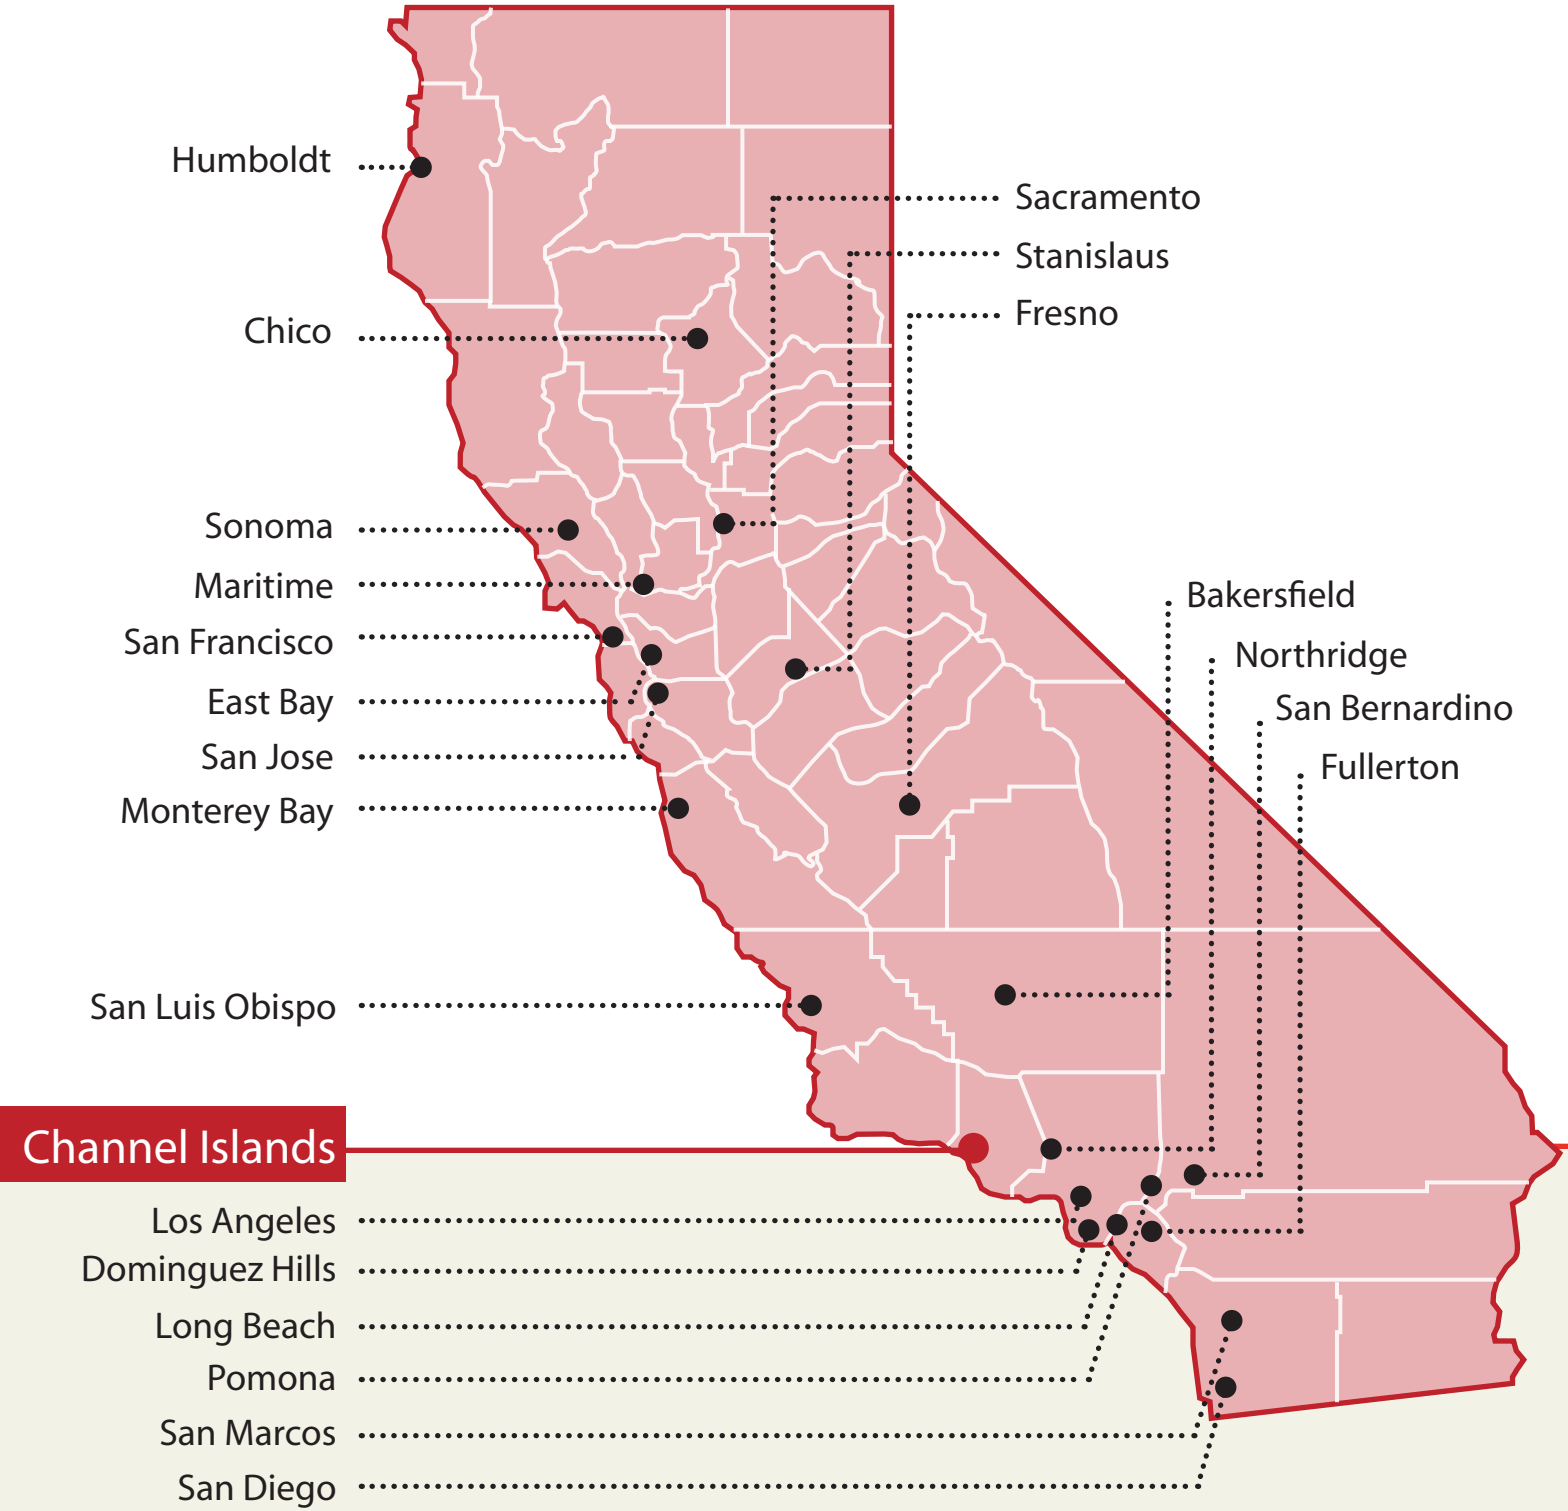 Humboldt
Sacramento
Stanislaus
Fresno
Chico
Sonoma
Maritime
San Francisco
East Bay
San Jose
Monterey Bay
Bakersfield
Northridge
San Bernardino
Fullerton
San Luis Obispo
Channel Islands
Los Angeles
Dominguez Hills
Long Beach
Pomona
San Marcos
San Diego